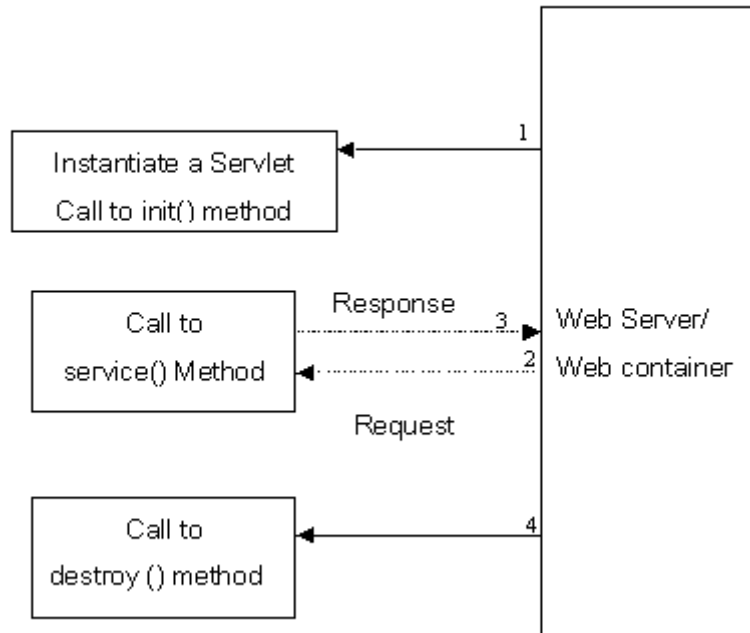 1
Instantiate a Servlet
Call to init() method
Response
3
Call to
service() Method
2
Request
Web Server/
Web container
4
Call to
destroy () method